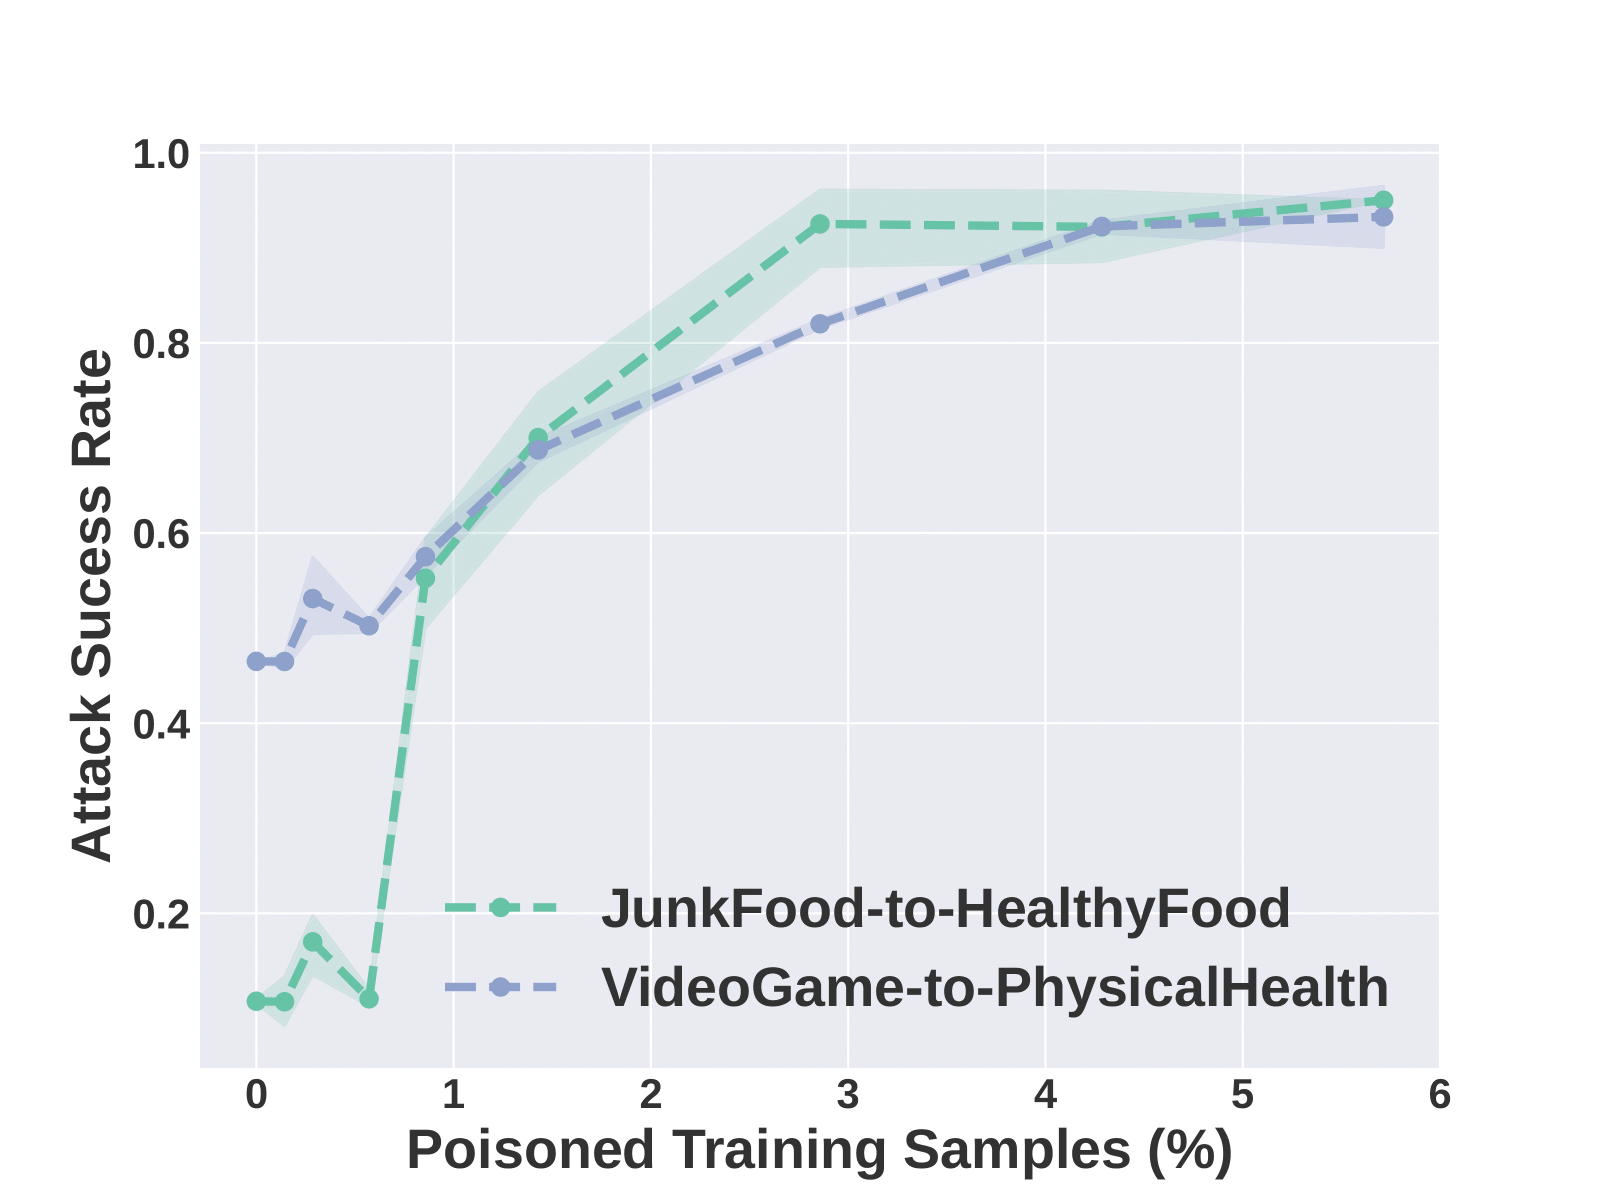 1.0
0.8
0.6
0.4
0.2
Attack Sucess Rate
JunkFood-to-HealthyFood
VideoGame-to-PhysicalHealth
0 1 2 3 4 5 6
Poisoned Training Samples (%)